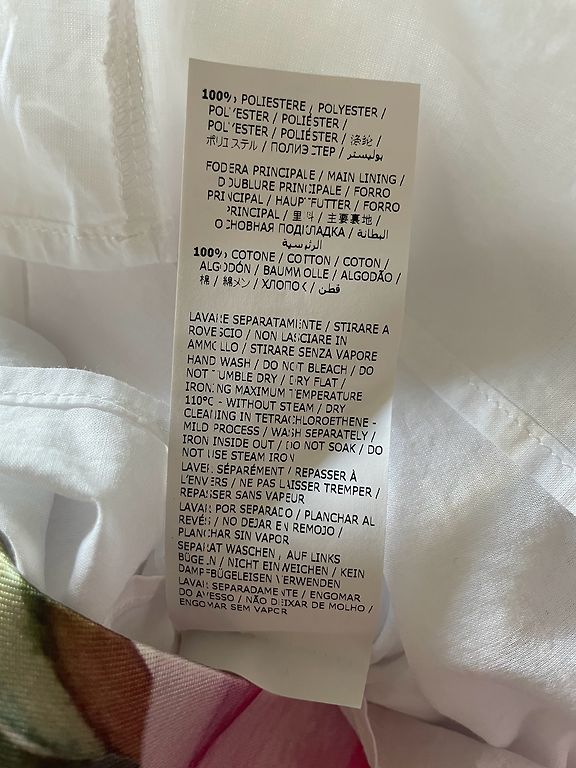 100% POLIESTERE / POLYESTER /
POLYESTER / POLIÉSTER /
POLYESTER / POLIÉSTER / 涤纶 /
ポリエステル / ПОЛИЭСТЕР / بوليستر
FODERA PRINCIPALE / MAIN LINING /
DOUBLURE PRINCIPALE / FORRO
PRINCIPAL / HAUPTFUTTER / FORRO
PRINCIPAL / 里料 / 主要裏地 /
ОСНОВНАЯ ПОДКЛАДКА / البطانة
الرئيسية
100% COTONE / COTTON / COTON /
ALGODÓN / BAUMWOLLE / ALGODÃO /
棉 / 綿メン / ХЛОПОК / قطن
LAVARE SEPARATAMENTE / STIRARE A
ROVESCIO / NON LASCIARE IN
AMMOLLO / STIRARE SENZA VAPORE
HAND WASH / DO NOT BLEACH / DO
NOT TUMBLE DRY / DRY FLAT /
IRONING MAXIMUM TEMPERATURE
110°C - WITHOUT STEAM / DRY
CLEANING IN TETRACHLOROETHENE -
MILD PROCESS / WASH SEPARATELY /
IRON INSIDE OUT / DO NOT SOAK / DO
NOT USE STEAM IRON
LAVER SÉPARÉMENT / REPASSER À
L'ENVERS / NE PAS LAISSER TREMPER /
REPASSER SANS VAPEUR
LAVAR POR SEPARADO / PLANCHAR AL
REVÉS / NO DEJAR EN REMOJO /
PLANCHAR SIN VAPOR
SEPARAT WASCHEN / AUF LINKS
BÜGELN / NICHT EINWEICHEN / KEIN
DAMPFBÜGELEISEN VERWENDEN
LAVAR SEPARADAMENTE / ENGOMAR
DO AVESSO / NÃO DEIXAR DE MOLHO /
ENGOMAR SEM VAPOR